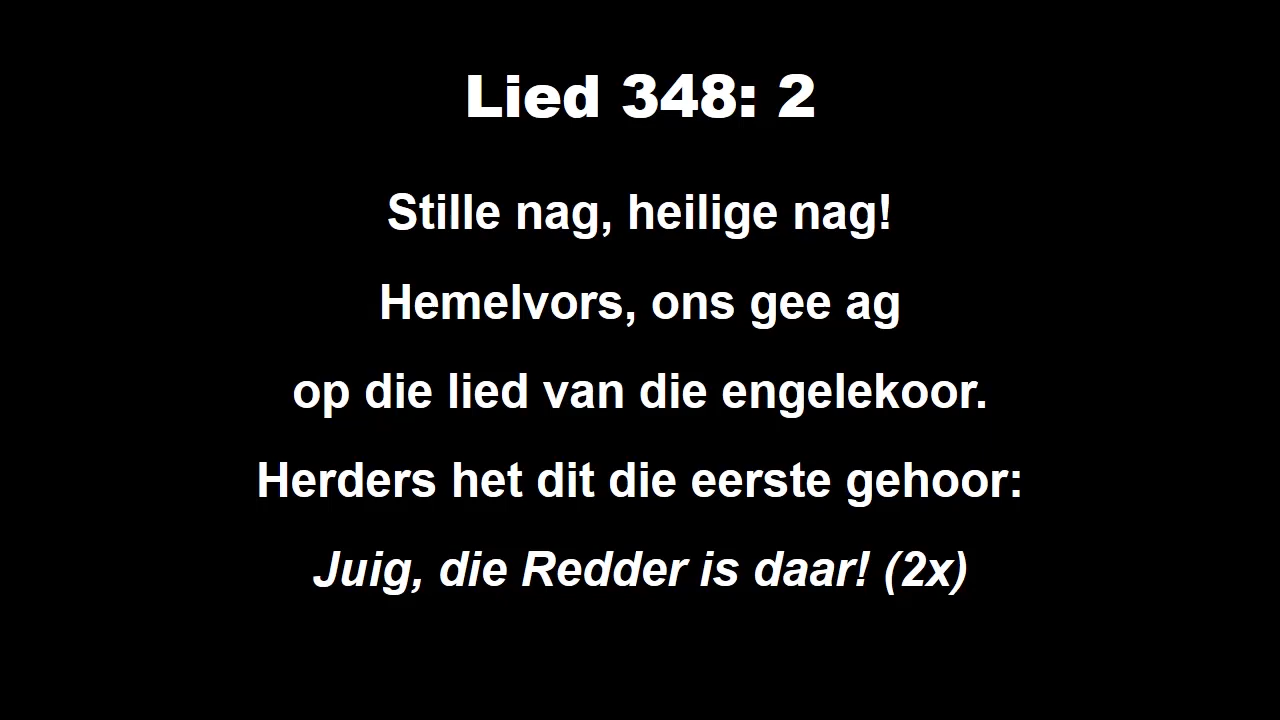 Lied 348: 2
Stille nag, heilige nag!
Hemelvors, ons gee ag
op die lied van die engelekoor.
Herders het dit die eerste gehoor:
Juig, die Redder is daar! (2x)